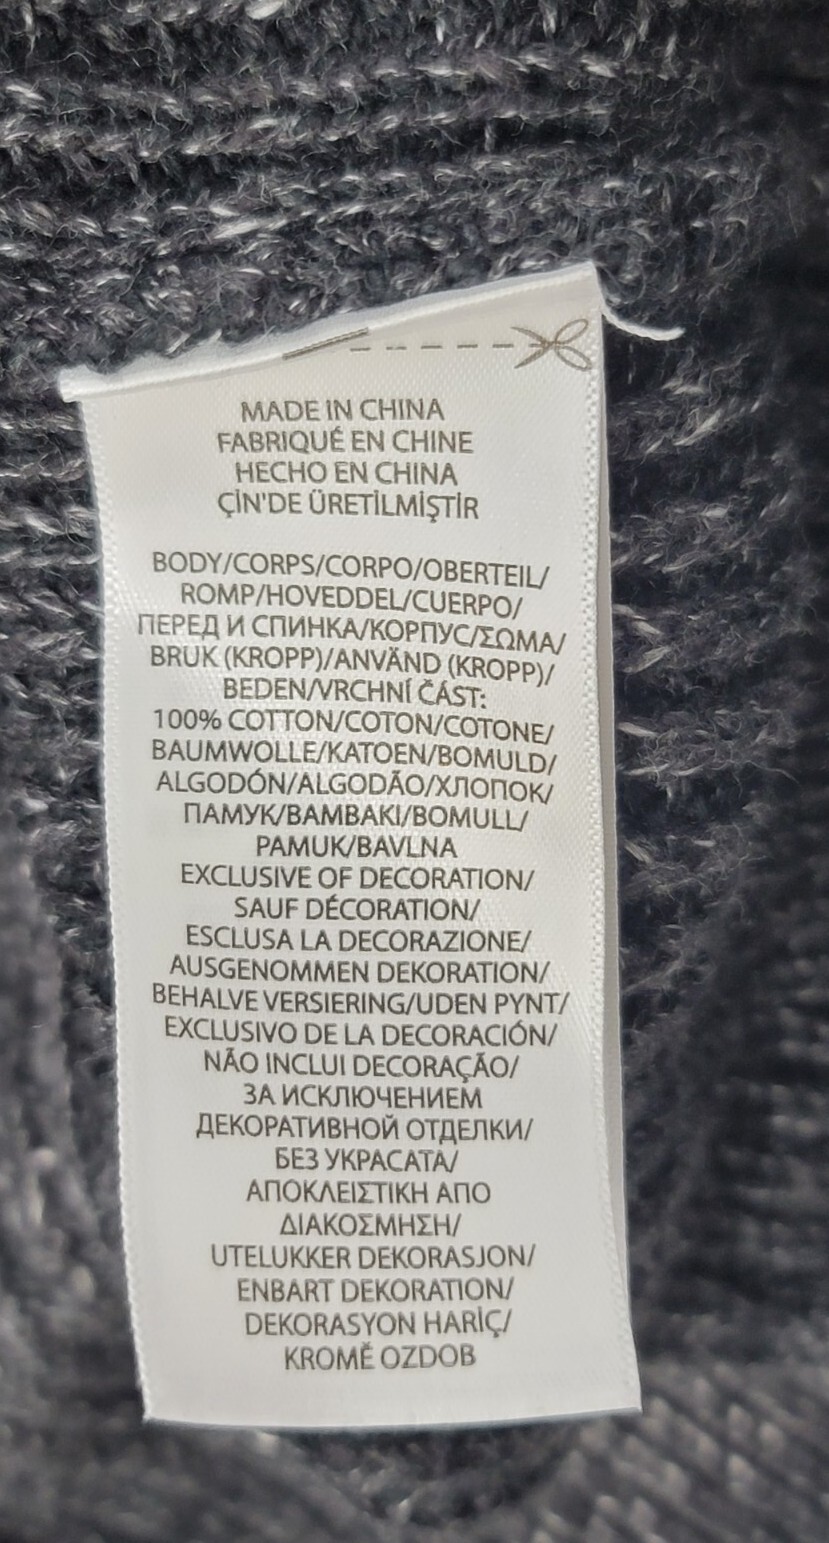 MADE IN CHINA
FABRIQUÉ EN CHINE
HECHO EN CHINA
ÇİN'DE ÜRETİLMİŞTİR
BODY/CORPS/CORPO/OBERTEIL/
ROMP/HOVEDDEL/CUERPO/
ПЕРЕД И СПИНКА/КОРПУС/ΣΩΜΑ/
BRUK (KROPP)/ANVÄND (KROPP)/
BEDEN/VRCHNÍ ČÁST:
100% COTTON/COTON/COTONE/
BAUMWOLLE/KATOEN/BOMULD/
ALGODÓN/ALGODÃO/ХЛОПОК/
ПАМУК/BAMBAKI/BOMULL/
PAMUK/BAVLNA
EXCLUSIVE OF DECORATION/
SAUF DÉCORATION/
ESCLUSA LA DECORAZIONE/
AUSGENOMMEN DEKORATION/
BEHALVE VERSIERING/UDEN PYNT/
EXCLUSIVO DE LA DECORACIÓN/
NÃO INCLUI DECORAÇÃO/
ЗА ИСКЛЮЧЕНИЕМ
ДЕКОРАТИВНОЙ ОТДЕЛКИ/
БЕЗ УКРАСАТА/
ΑΠΟΚΛΕΙΣΤΙΚΗ ΑΠΟ
ΔΙΑΚΟΣΜΗΣΗ/
UTELUKKER DEKORASJON/
ENBART DEKORATION/
DEKORASYON HARİÇ/
KROMĚ OZDOB